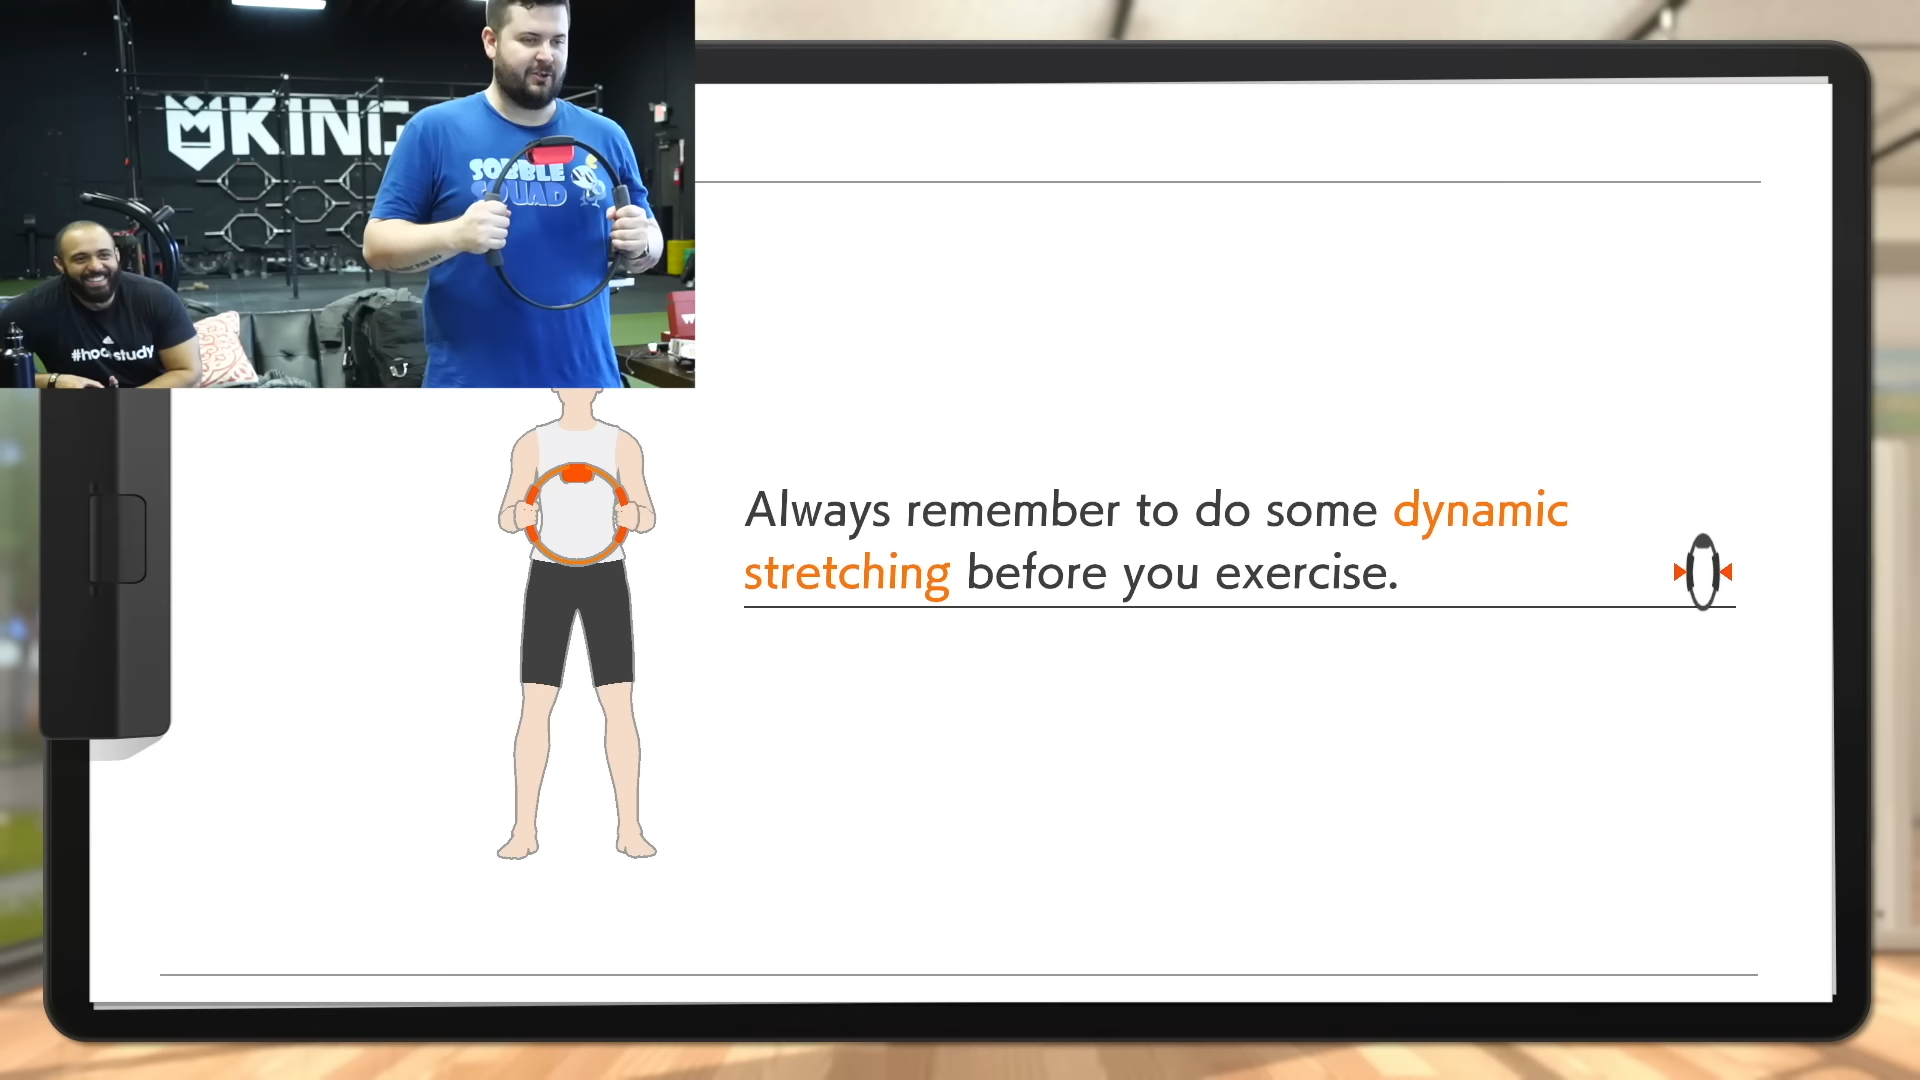 KING
SOBBLE
SQUAD
Always remember to do some dynamic
stretching before you exercise.